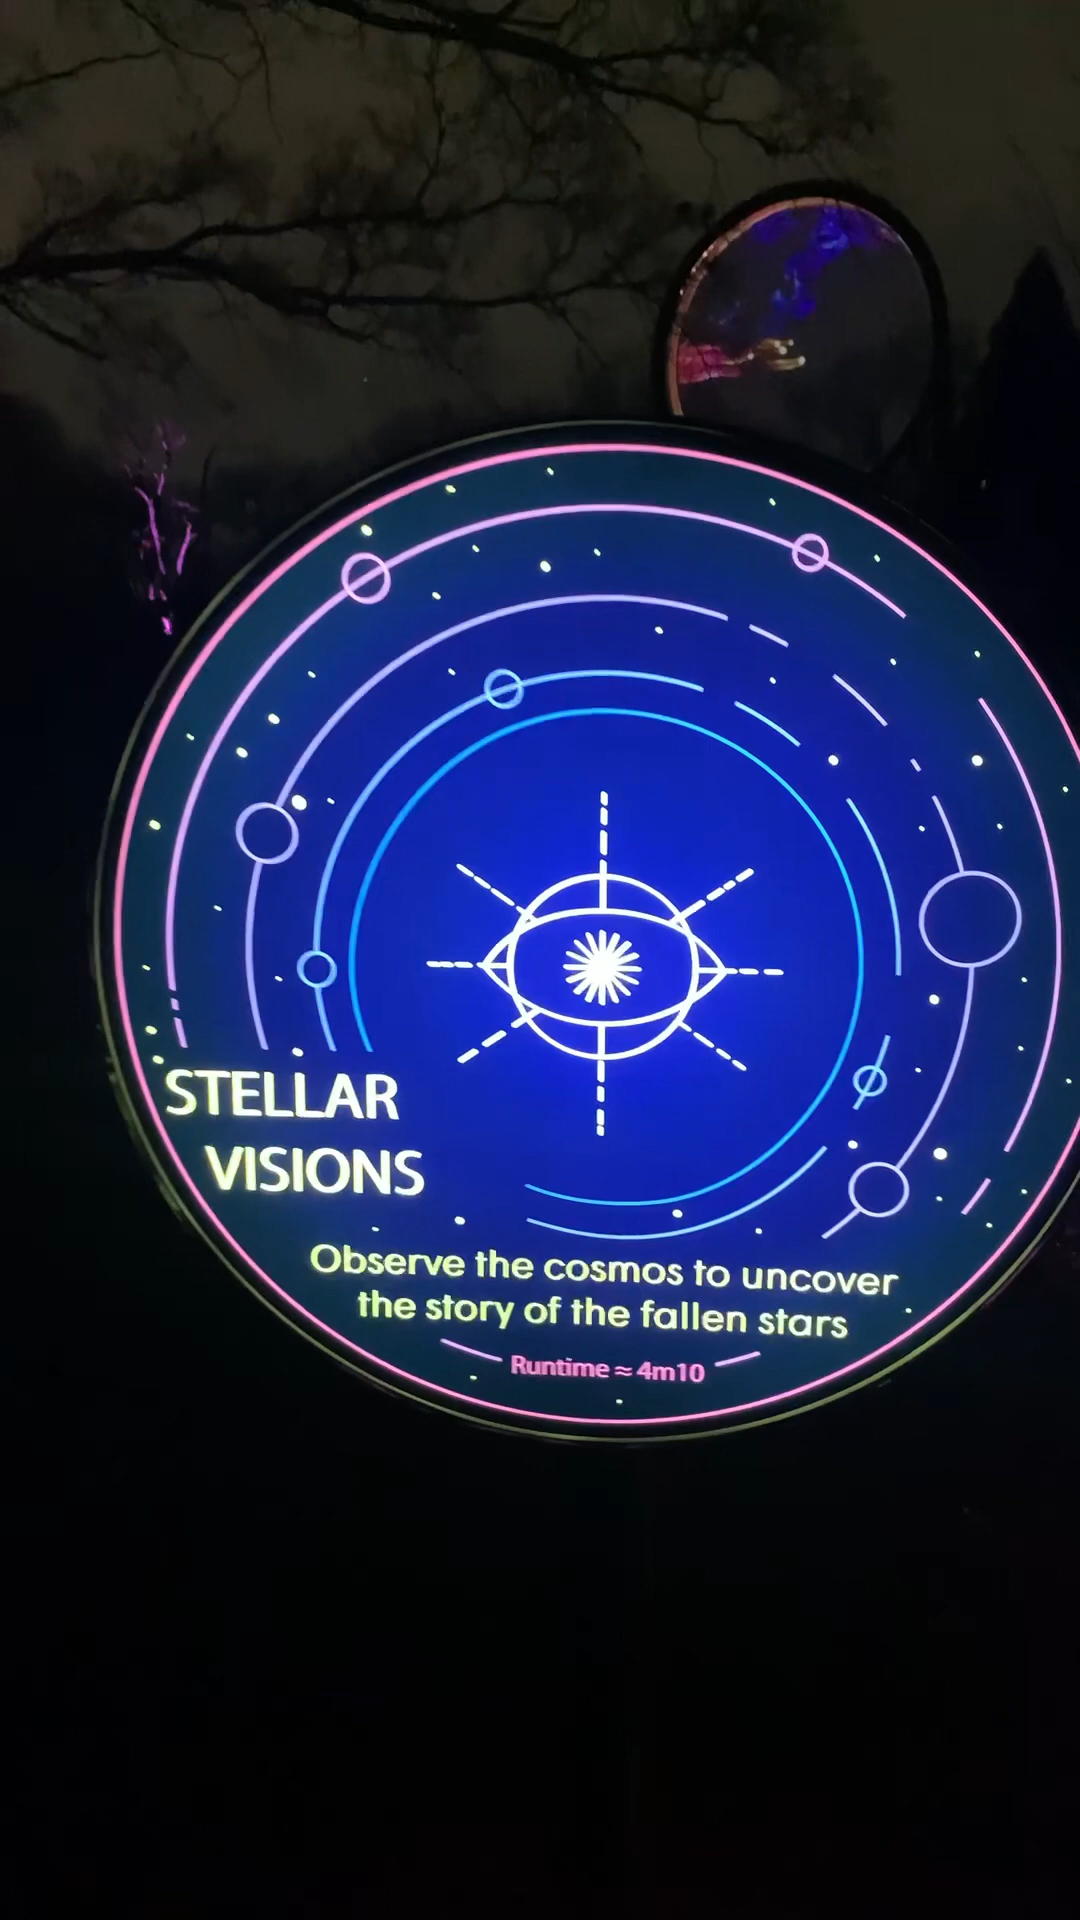 STELLAR
VISIONS
Observe the cosmos to uncover
the story of the fallen stars
Runtime ≈ 4m10